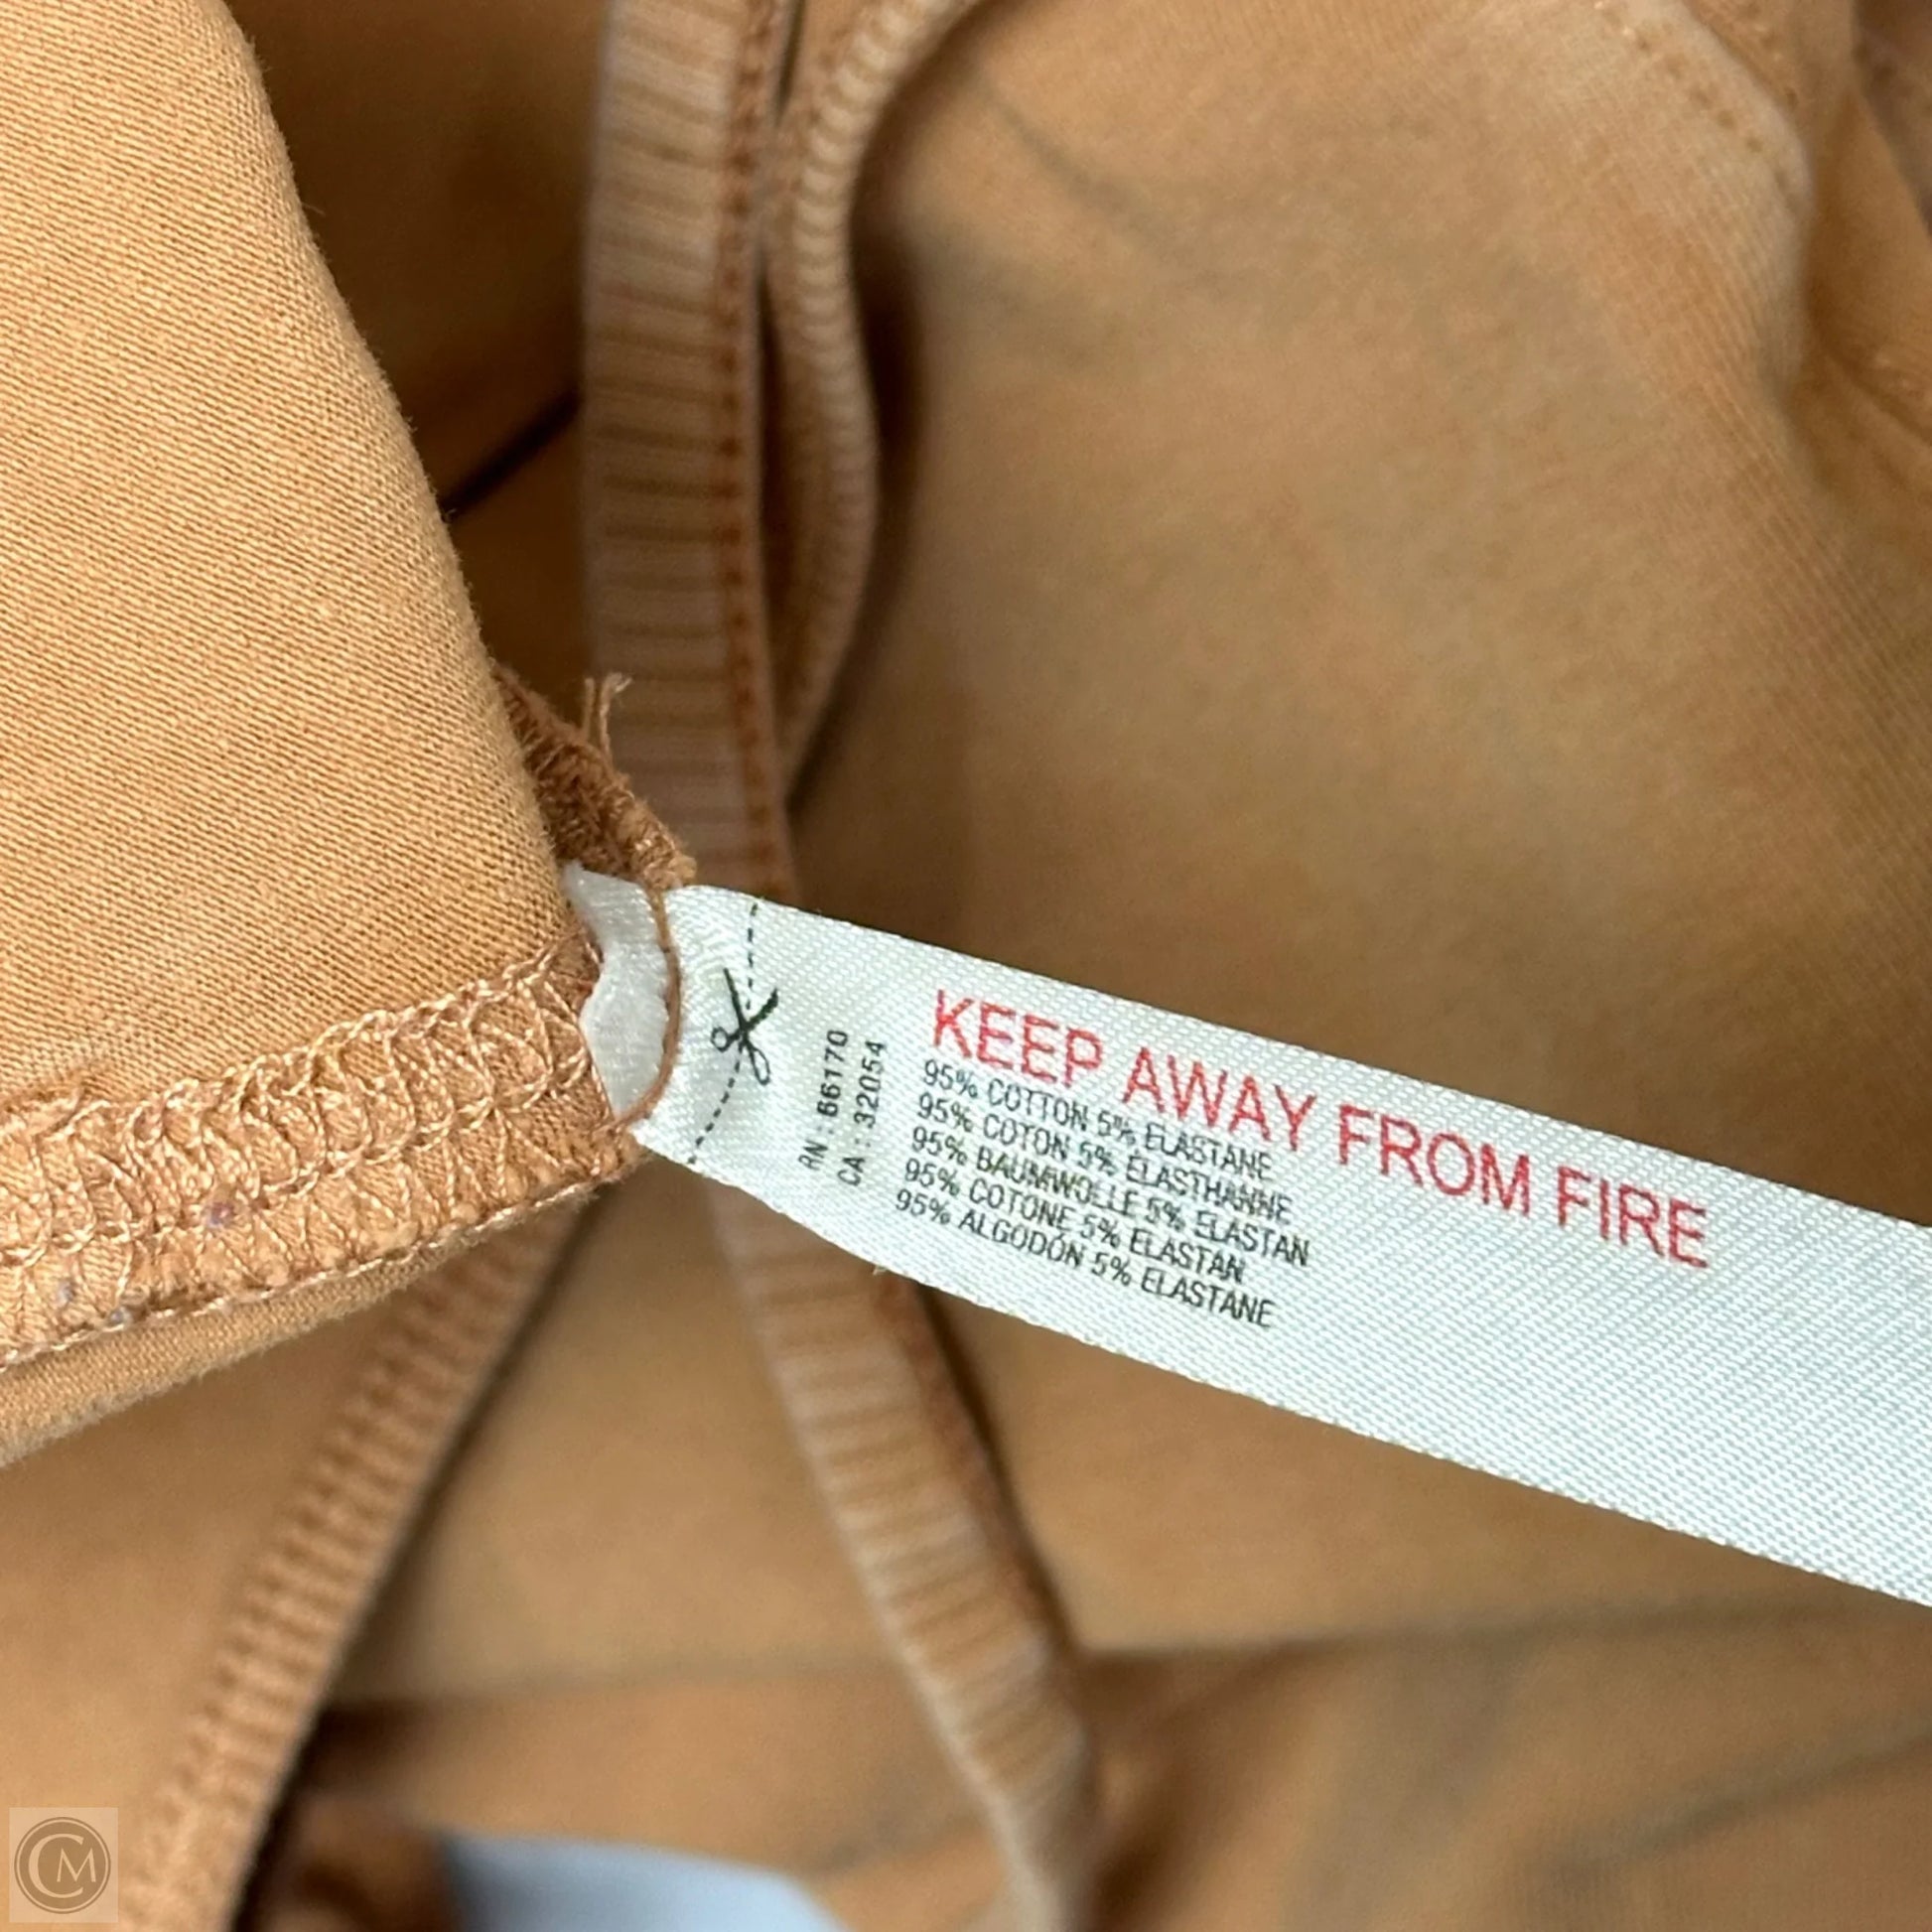 RN : 66170
CA : 32054
KEEP AWAY FROM FIRE
95% COTTON 5% ELASTANE
95% COTON 5% ÉLASTHANNE
95% BAUMWOLLE 5% ELASTAN
95% COTONE 5% ELASTAN
95% ALGODÓN 5% ELASTANE
CM